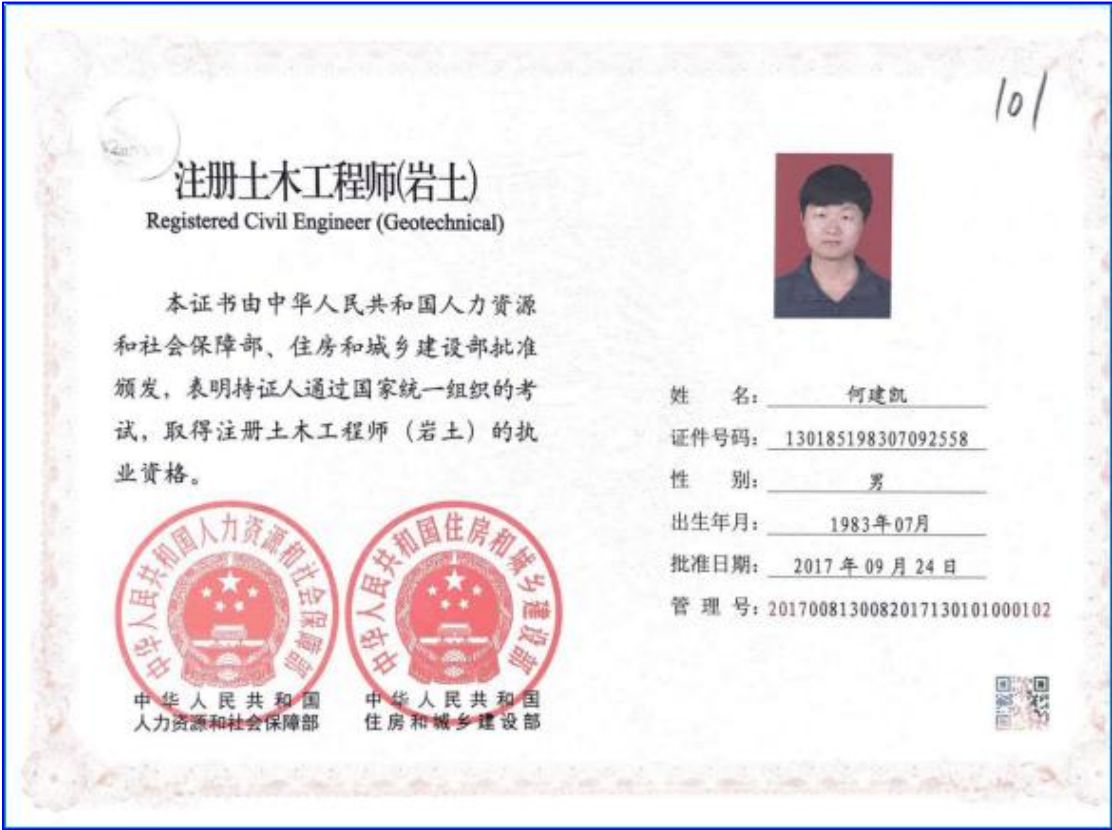 101
注册土木工程师(岩土)
Registered Civil Engineer (Geotechnical)
本证书由中华人民共和国人力资源
和社会保障部、住房和城乡建设部批准
颁发，表明持证人通过国家统一组织的考
试，取得注册土木工程师（岩土）的执
业资格。
中华人民共和国人力资源和社会保障部
中华人民共和国住房和城乡建设部
中华人民共和国
人力资源和社会保障部
中华人民共和国
住房和城乡建设部
姓 名：何建凯
证件号码：130185198307092558
性 别：男
出生年月：1983年07月
批准日期：2017年09月24日
管 理 号：2017008130082017130101000102